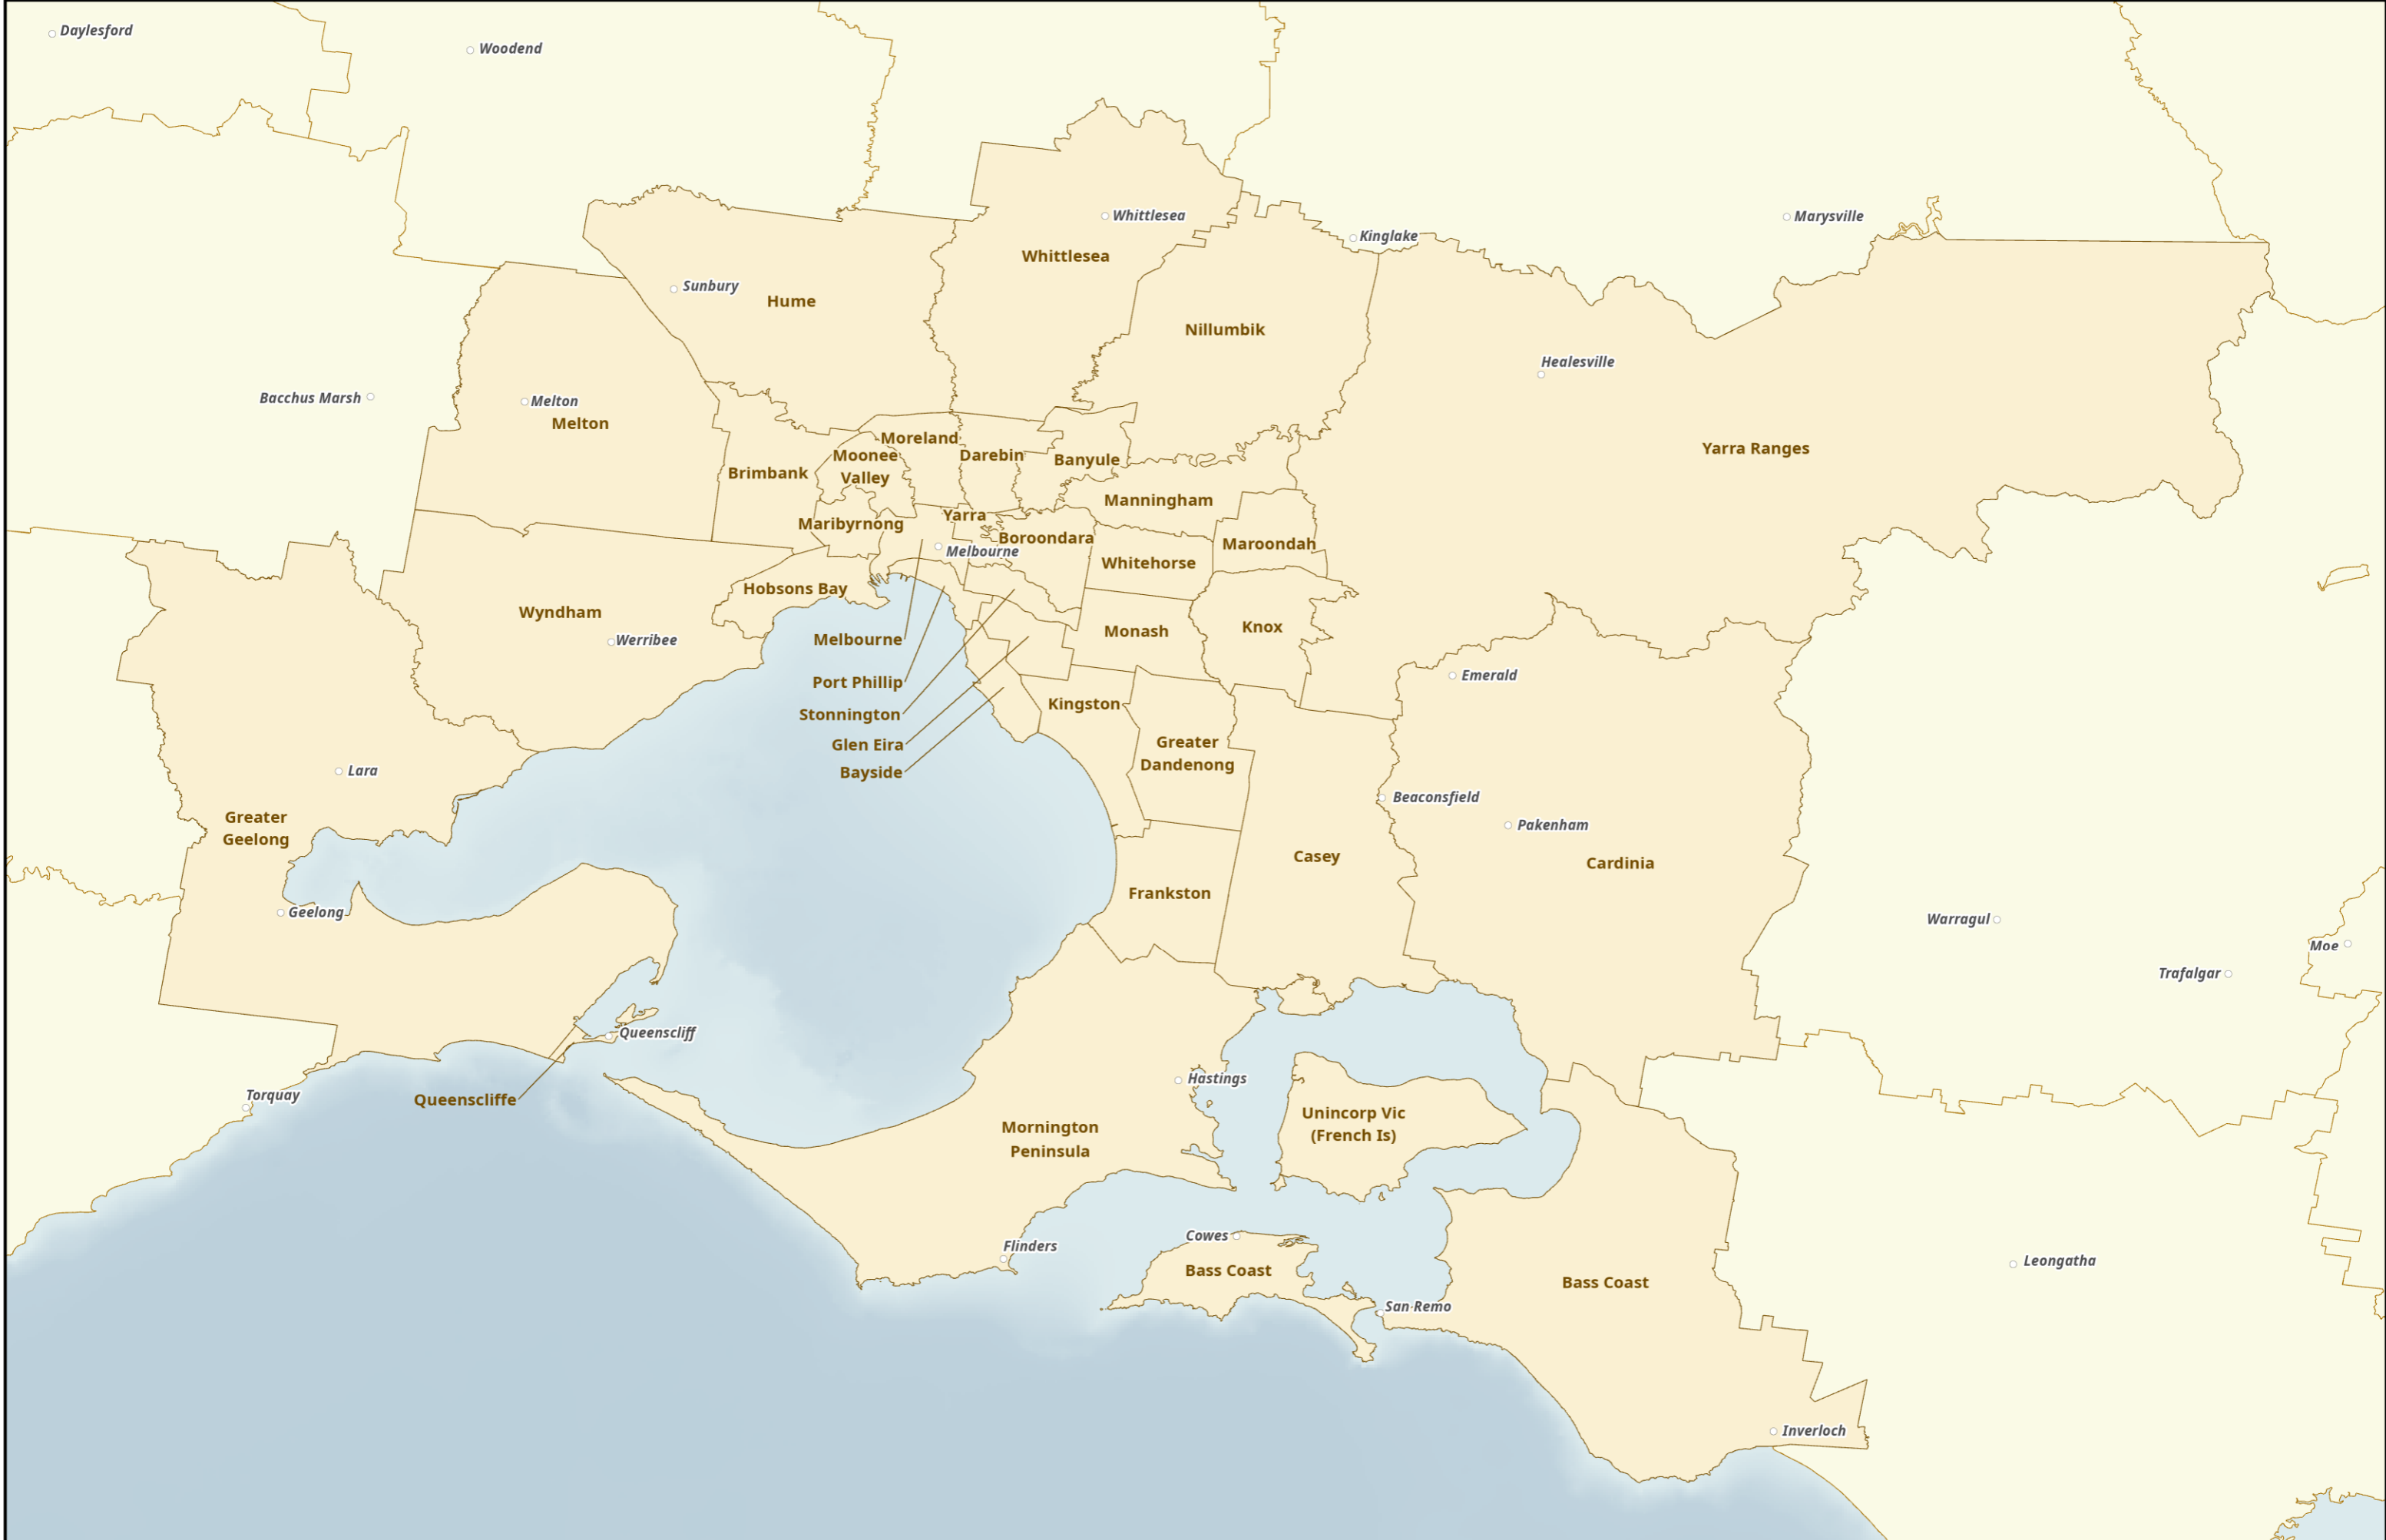 Daylesford
Woodend
Whittlesea
Marysville
Kinglake
Whittlesea
Sunbury
Hume
Nillumbik
Healesville
Bacchus Marsh
Melton
Melton
Moreland
Yarra Ranges
Moonee
Valley
Darebin
Banyule
Brimbank
Manningham
Maribyrnong
Yarra
Boroondara
Maroondah
Melbourne
Whitehorse
Hobsons Bay
Wyndham
Werribee
Melbourne
Monash
Knox
Emerald
Port Phillip
Stonnington
Kingston
Glen Eira
Greater
Dandenong
Bayside
Lara
Beaconsfield
Greater
Geelong
Pakenham
Casey
Cardinia
Frankston
Geelong
Warragul
Moe
Trafalgar
Queenscliff
Hastings
Torquay
Queenscliffe
Unincorp Vic
(French Is)
Mornington
Peninsula
Cowes
Flinders
Leongatha
Bass Coast
Bass Coast
San Remo
Inverloch